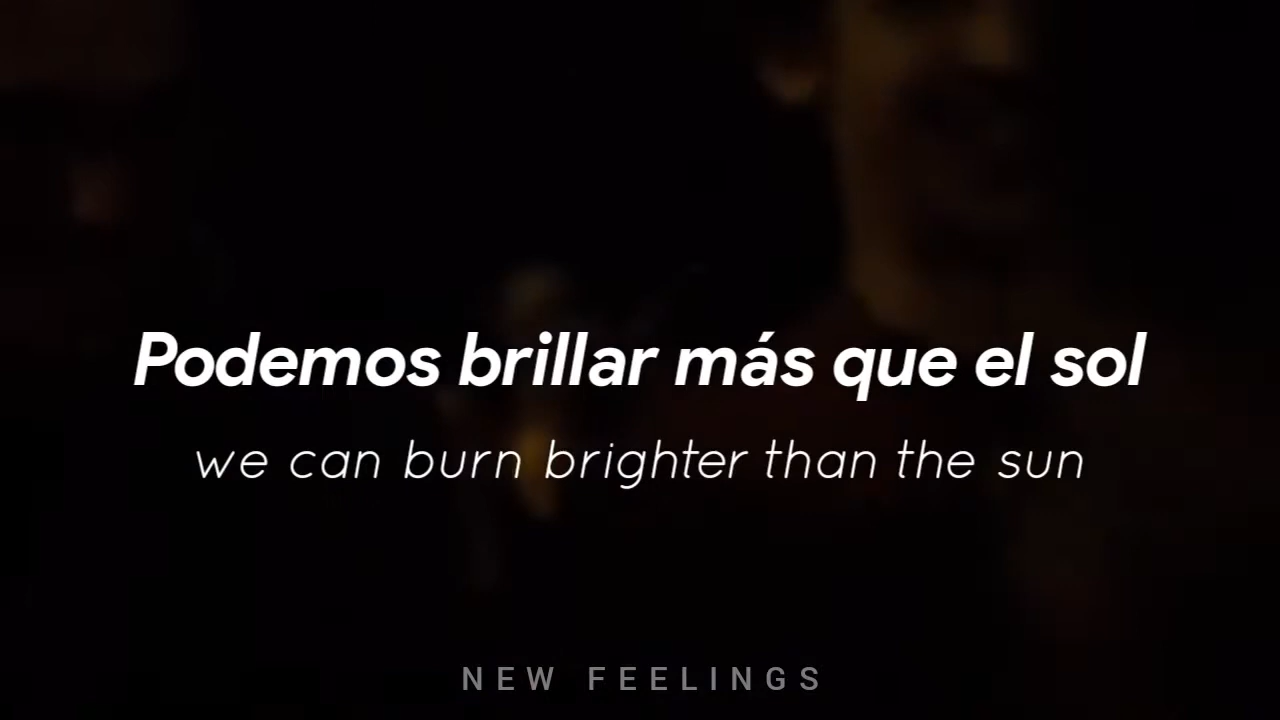 Podemos brillar más que el sol
we can burn brighter than the sun
NEW FEELINGS